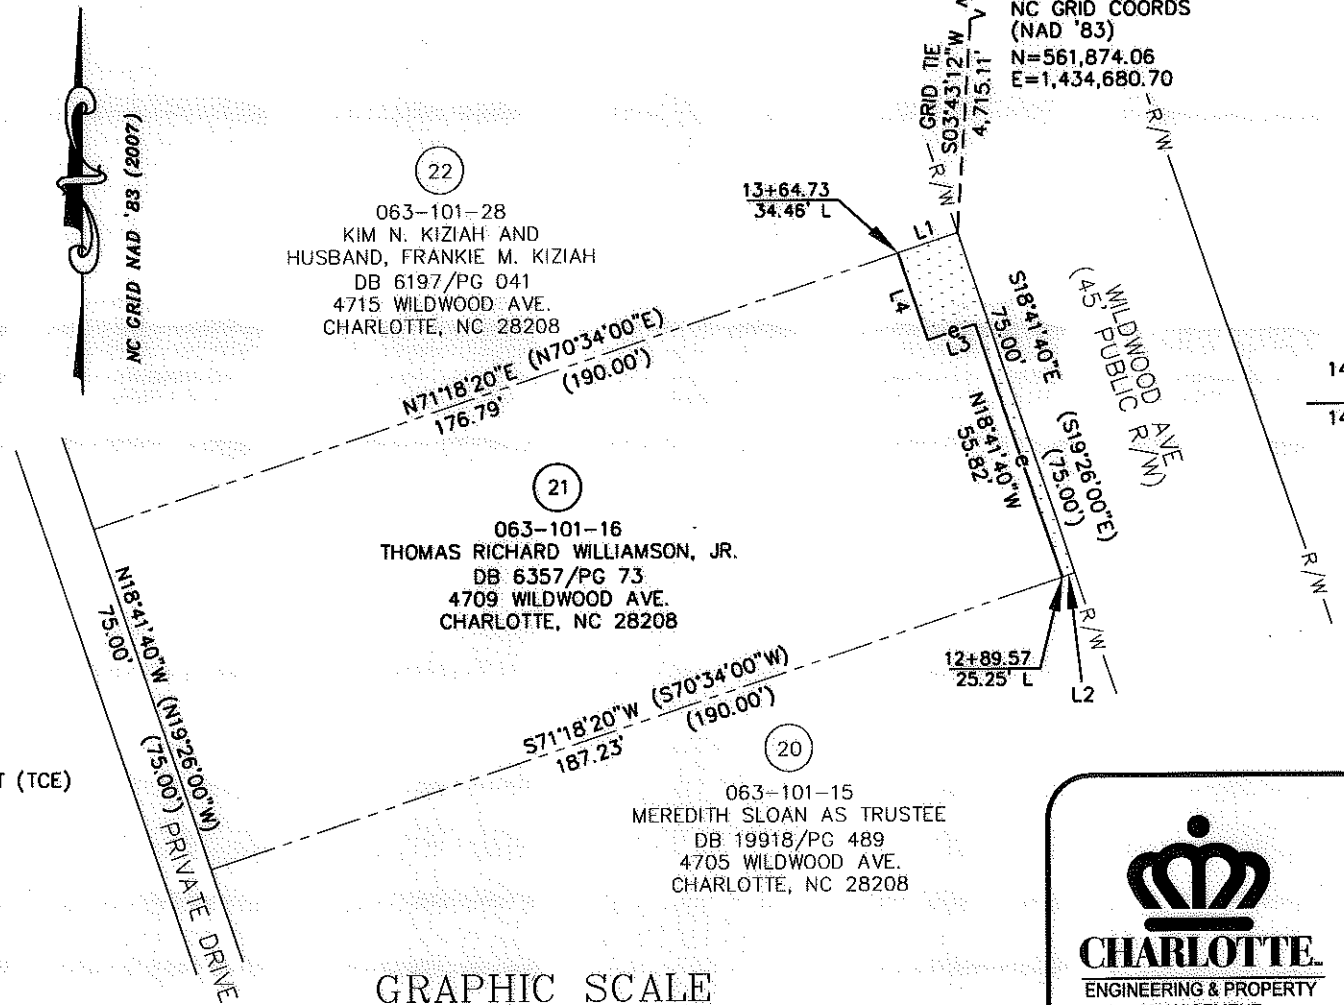 NC GRID COORDS
(NAD '83)
N=561,874.06
E=1,434,680.70
GRID TIE
S03°43'12"W
4,715.11'
R/W
R/W
NC GRID NAD '83 (2007)
22
063-101-28
KIM N. KIZIAH AND
HUSBAND, FRANKIE M. KIZIAH
DB 6197/PG 041
4715 WILDWOOD AVE.
CHARLOTTE, NC 28208
13+64.73
34.46' L
L1
L4
e
L3
S18°41'40"E
75.00'
(S19°26'00"E)
(75.00')
WILDWOOD AVE
(45' PUBLIC R/W)
N18°41'40"W
55.82'
e
N71°18'20"E (N70°34'00"E)
176.79' (190.00')
21
063-101-16
THOMAS RICHARD WILLIAMSON, JR.
DB 6357/PG 73
4709 WILDWOOD AVE.
CHARLOTTE, NC 28208
14
14
R/W
R/W
N18°41'40"W (N19°26'00"W)
75.00' (75.00')
PRIVATE DRIVE
S71°18'20"W (S70°34'00"W)
187.23' (190.00')
12+89.57
25.25' L
L2
20
063-101-15
MEREDITH SLOAN AS TRUSTEE
DB 19918/PG 489
4705 WILDWOOD AVE.
CHARLOTTE, NC 28208
T (TCE)
GRAPHIC SCALE
CHARLOTTE
ENGINEERING & PROPERTY